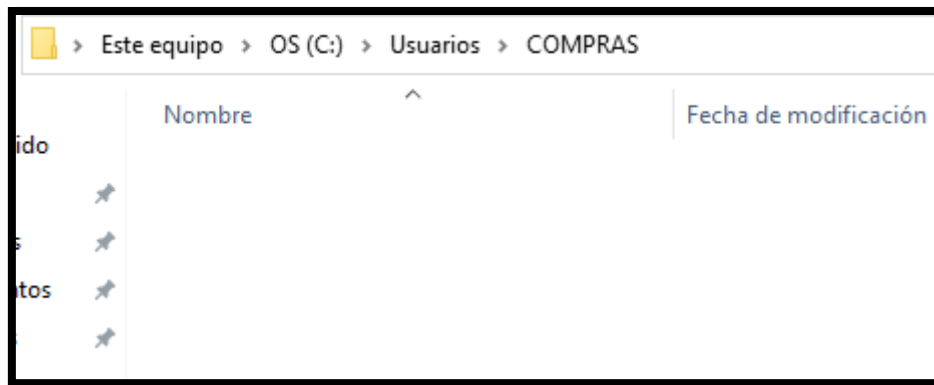 Este equipo > OS (C:) > Usuarios > COMPRAS
Nombre Fecha de modificación
ido
s
tos